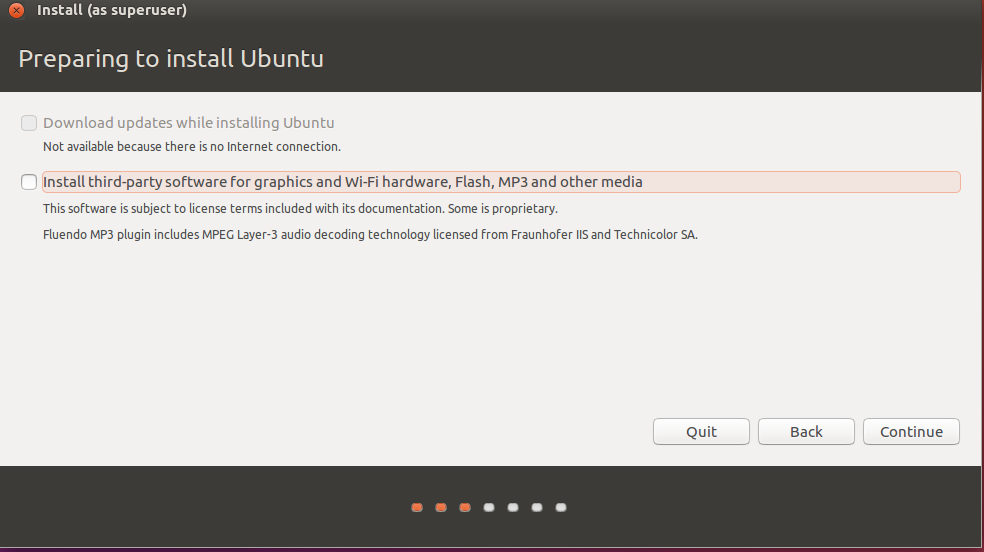 Install (as superuser)
Preparing to install Ubuntu
Download updates while installing Ubuntu
Not available because there is no Internet connection.
Install third-party software for graphics and Wi-Fi hardware, Flash, MP3 and other media
This software is subject to license terms included with its documentation. Some is proprietary.
Fluendo MP3 plugin includes MPEG Layer-3 audio decoding technology licensed from Fraunhofer IIS and Technicolor SA.
Quit Back Continue